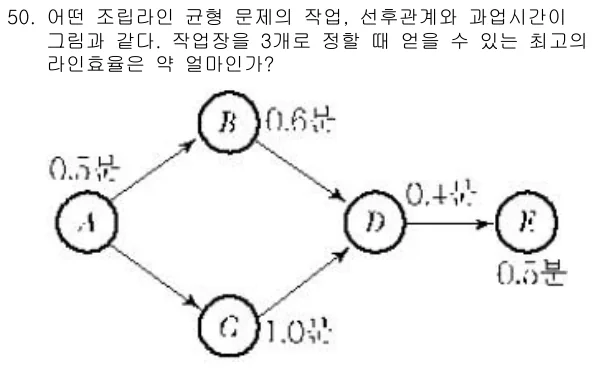 50. 어떤 조립라인 균형 문제의 작업, 선후관계와 과업시간이
그림과 같다. 작업장을 3개로 정할 때 얻을 수 있는 최고의
라인효율은 약 얼마인가?
B 0.6분
0.5분
0.4분
A
D
E
0.5분
C 1.0분